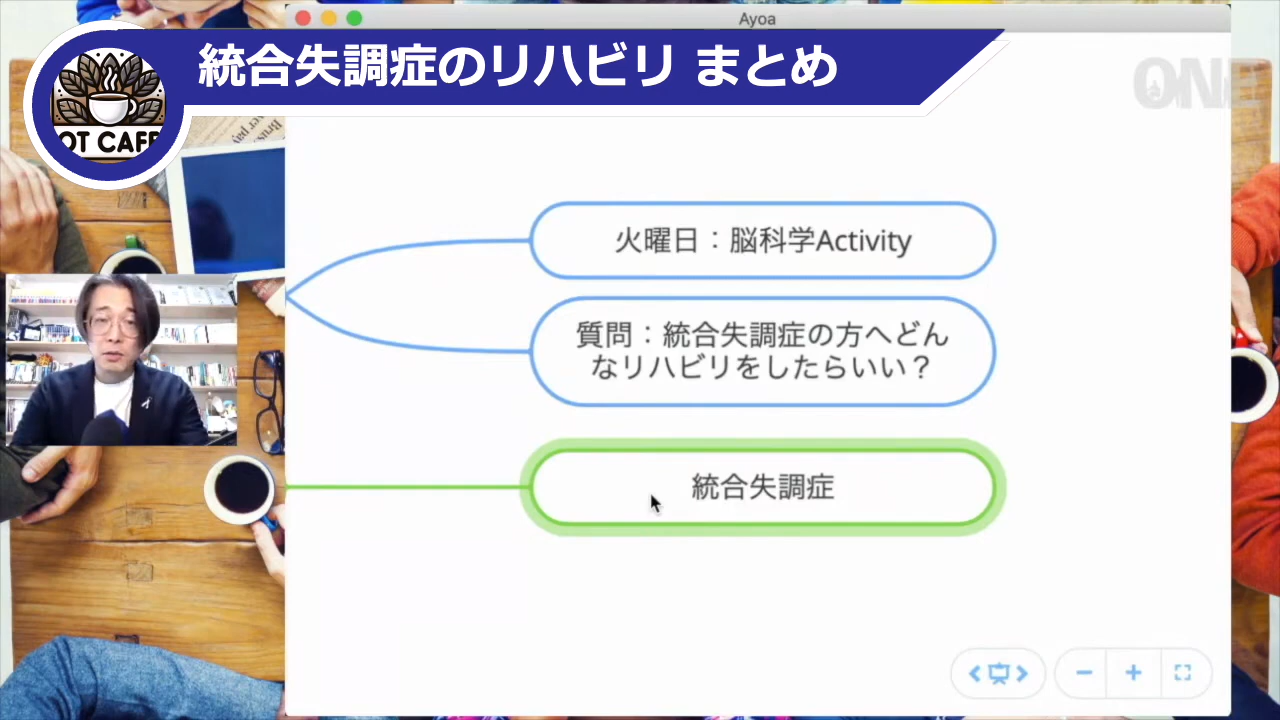 Ayoa
統合失調症のリハビリ まとめ
OT CAFE
ONE
火曜日：脳科学Activity
質問：統合失調症の方へどん
なリハビリをしたらいい？
統合失調症